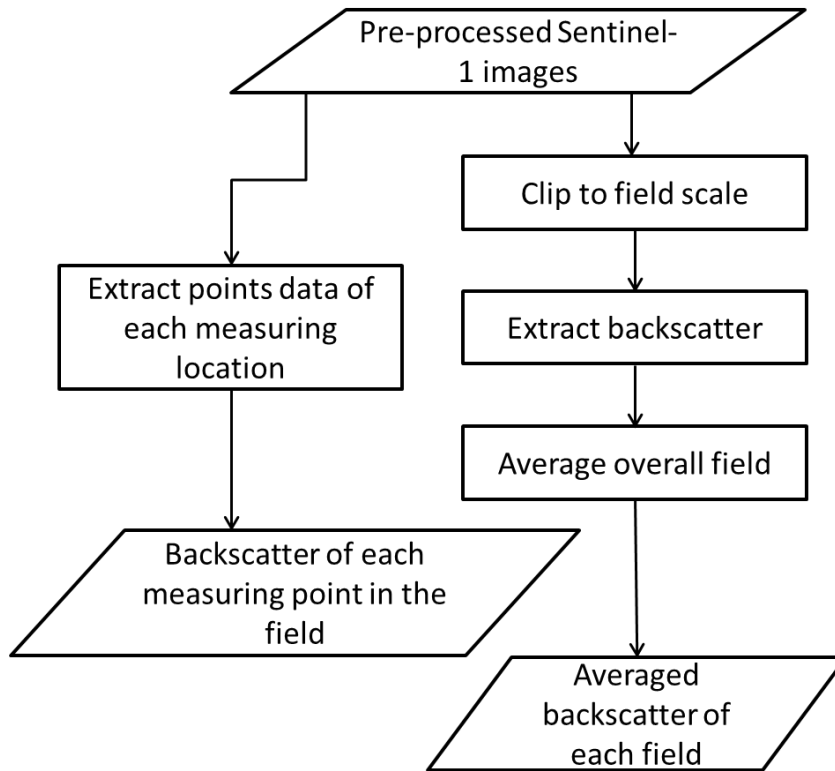 Pre-processed Sentinel-
1 images
Clip to field scale
Extract points data of
each measuring
location
Extract backscatter
Average overall field
Backscatter of each
measuring point in the
field
Averaged
backscatter of
each field